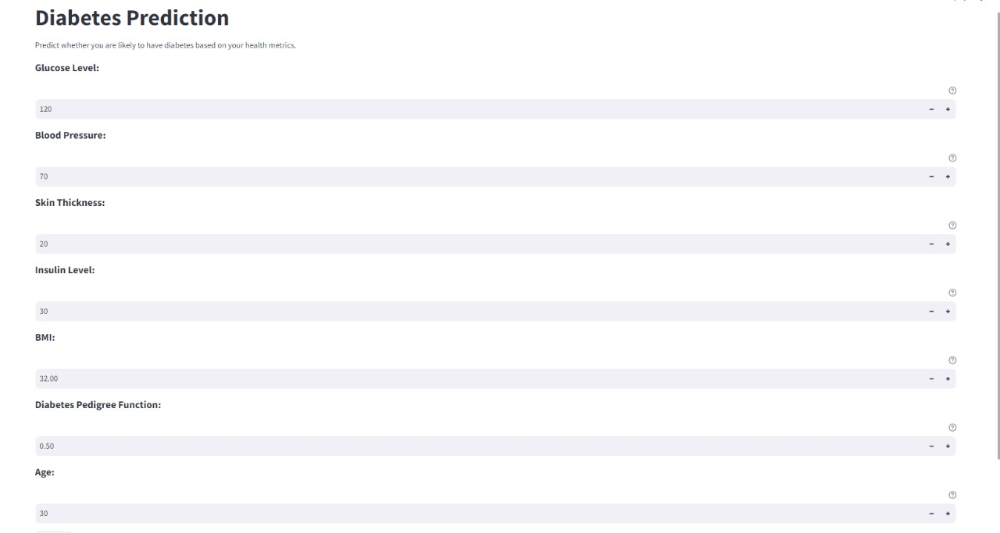 Diabetes Prediction
Predict whether you are likely to have diabetes based on your health metrics.
Glucose Level:
120
Blood Pressure:
70
Skin Thickness:
20
Insulin Level:
30
BMI:
32.00
Diabetes Pedigree Function:
0.50
Age:
30